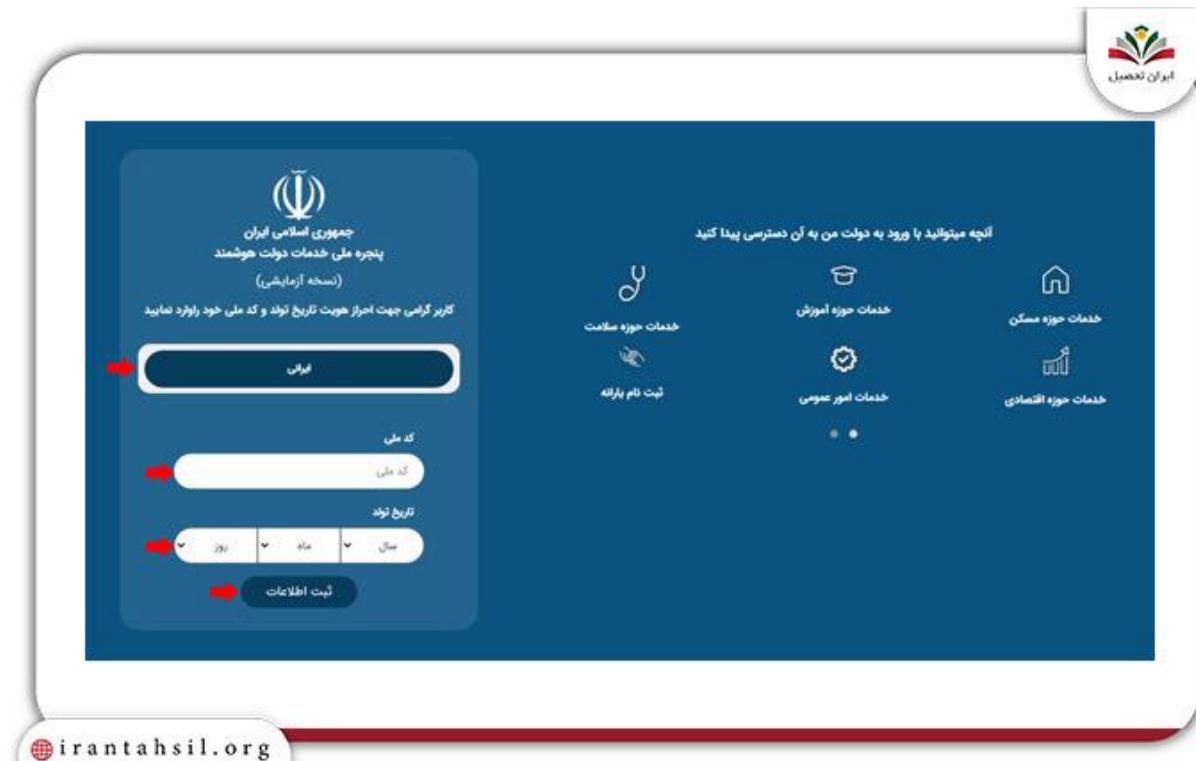 ایران تحصیل
آنچه میتوانید با ورود به دولت من به آن دسترسی پیدا کنید
خدمات حوزه مسکن
خدمات حوزه آموزش
خدمات حوزه سلامت
خدمات حوزه اقتصادی
خدمات امور عمومی
ثبت نام یارانه
جمهوری اسلامی ایران
پنجره ملی خدمات دولت هوشمند
(نسخه آزمایشی)
کاربر گرامی جهت احراز هویت تاریخ تولد و کد ملی خود راوارد نمایید
ایرانی
کد ملی
کد ملی
تاریخ تولد
سال ماه روز
ثبت اطلاعات
irantahsil.org